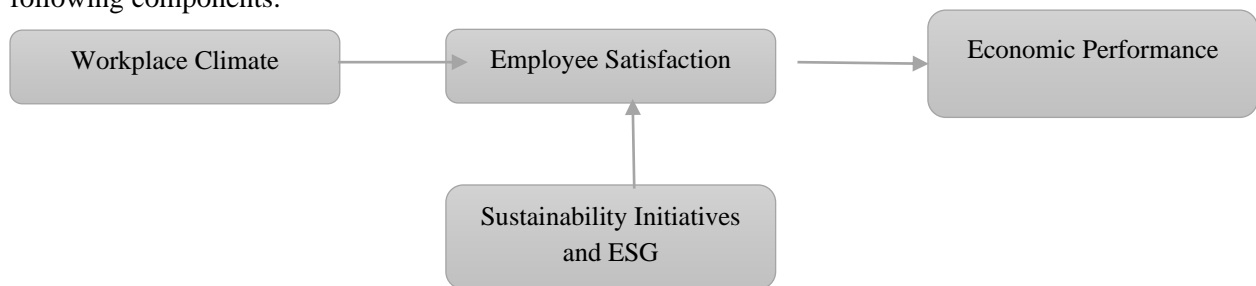 following components:
Workplace Climate
Employee Satisfaction
Economic Performance
Sustainability Initiatives
and ESG